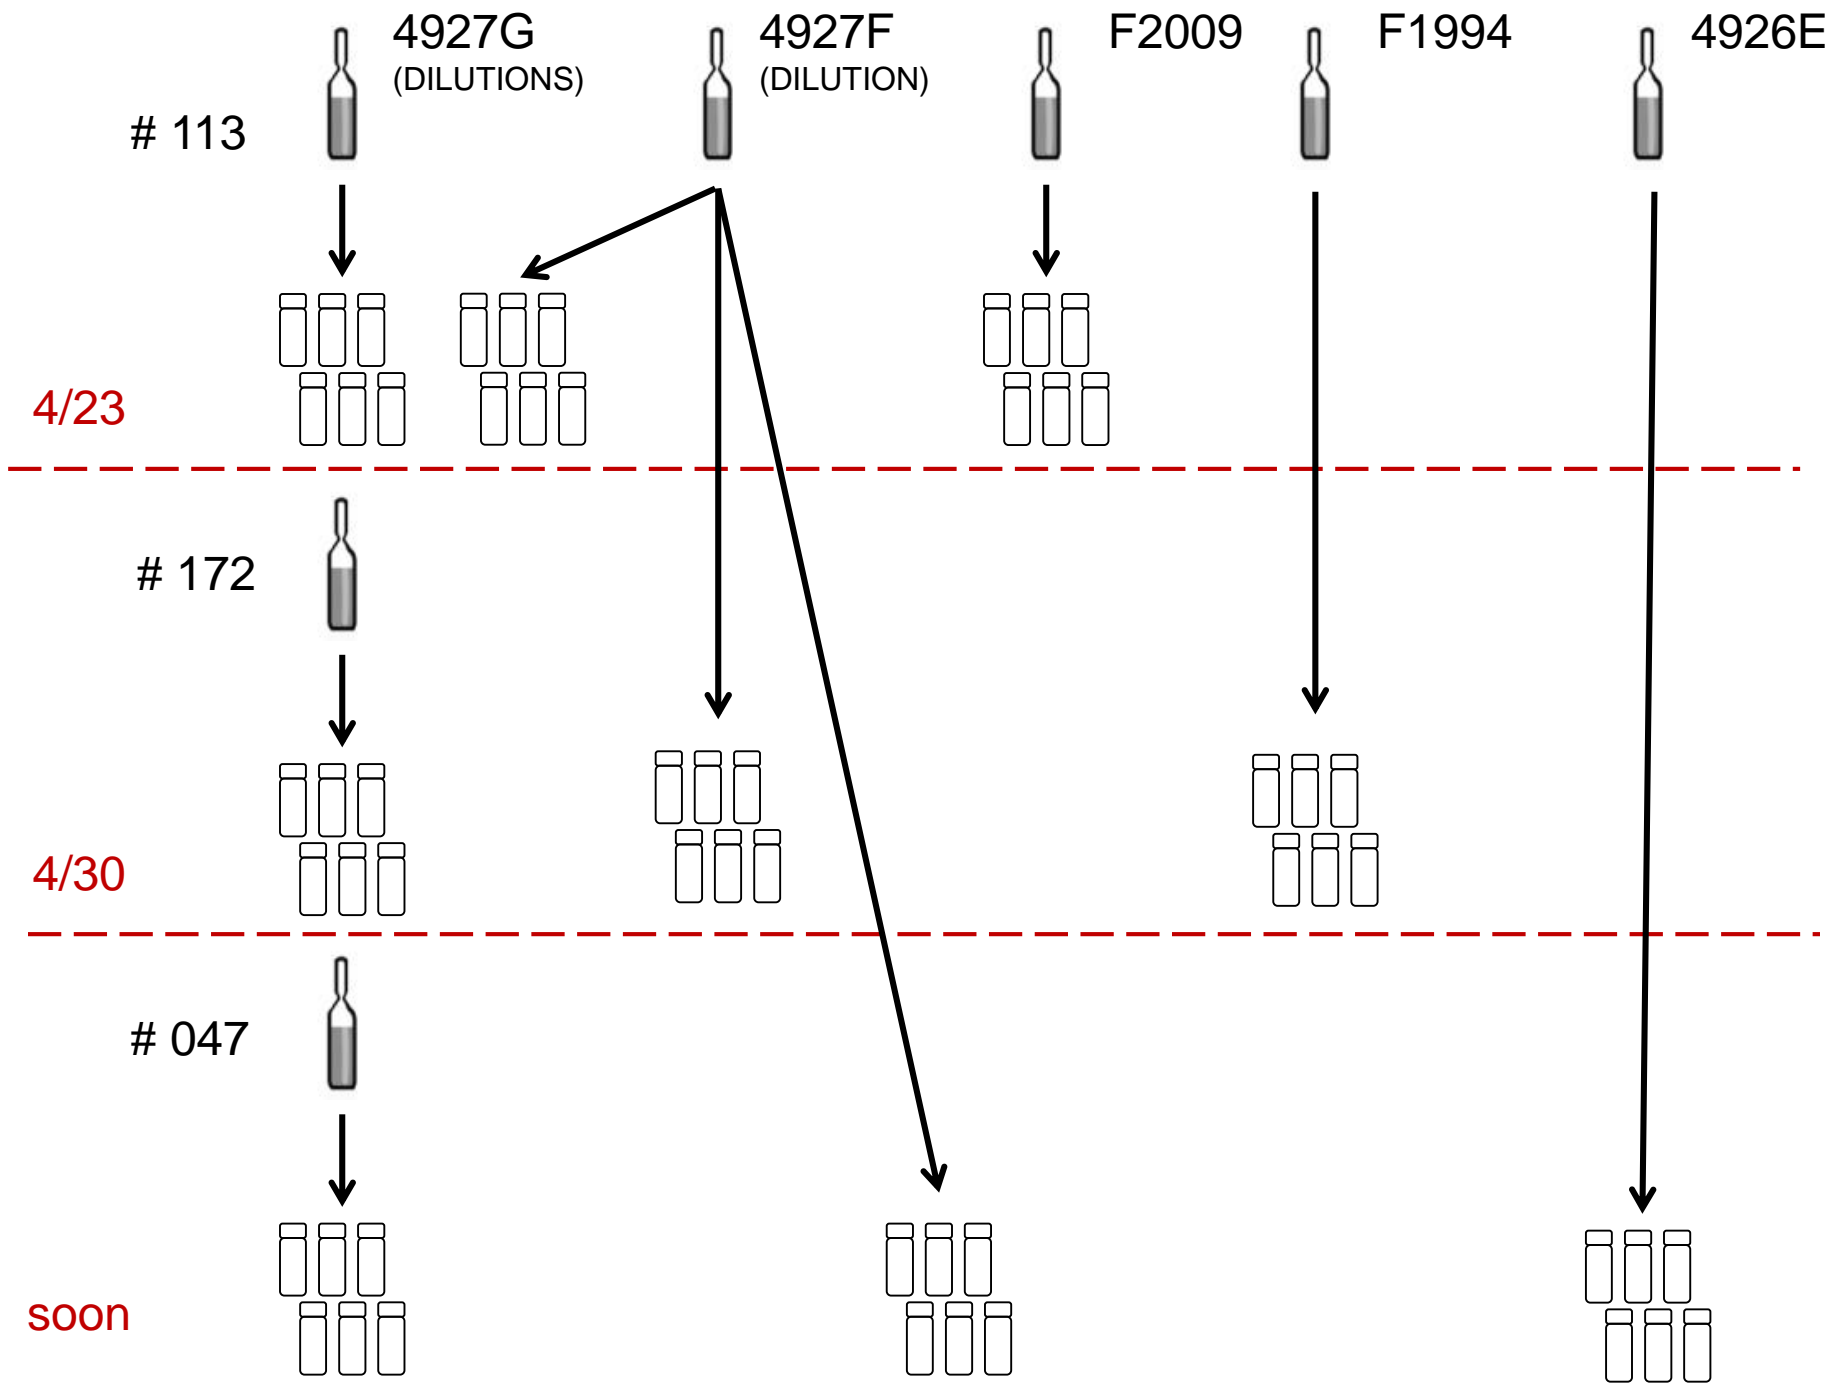 4927G
(DILUTIONS)
4927F
(DILUTION)
F2009
F1994
4926E
# 113
4/23
# 172
4/30
# 047
soon